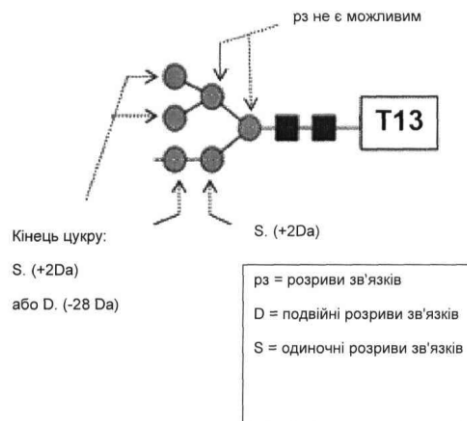 рз не є можливим
T13
Кінець цукру:
S. (+2Da)
або D. (-28 Da)
S. (+2Da)
рз = розриви зв'язків
D = подвійні розриви зв'язків
S = одиночні розриви зв'язків